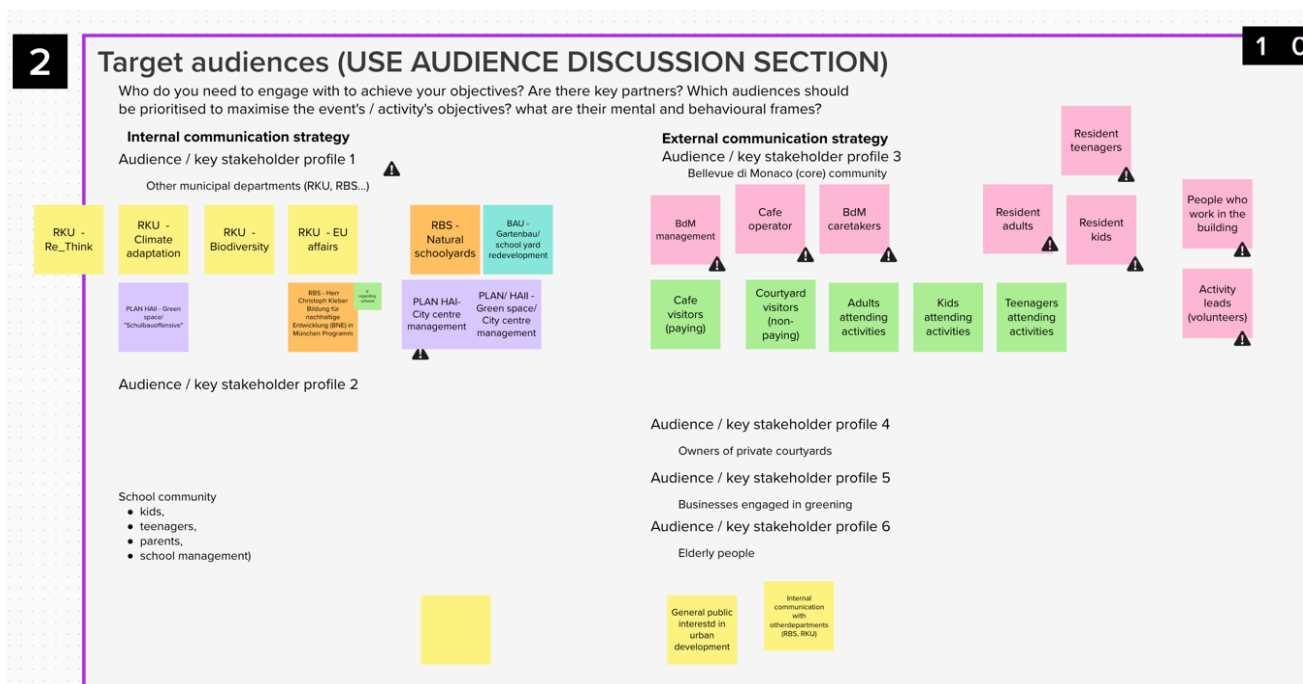 2
1 0
Target audiences (USE AUDIENCE DISCUSSION SECTION)
Who do you need to engage with to achieve your objectives? Are there key partners? Which audiences should
be prioritised to maximise the event's / activity's objectives? what are their mental and behavioural frames?
Internal communication strategy
Audience / key stakeholder profile 1
Other municipal departments (RKU, RBS...)
RKU -
Re_Think
RKU -
Climate
adaptation
RKU -
Biodiversity
RKU - EU
affairs
RBS -
Natural
schoolyards
BAU -
Gartenbau/
school yard
redevelopment
PLAN HAII - Green
space/
"Schulbauoffensive"
RBS - Herr
Christoph Kleber
Bildung für
nachhaltige
Entwicklung (BNE) in
München Programm
regarding
schools
PLAN HAI-
City centre
management
PLAN/ HAII -
Green space/
City centre
management
Audience / key stakeholder profile 2
School community
kids,
teenagers,
parents,
school management)
External communication strategy
Audience / key stakeholder profile 3
Bellevue di Monaco (core) community
BdM
management
Cafe
operator
BdM
caretakers
Resident
adults
Resident
teenagers
Resident
kids
People who
work in the
building
Cafe
visitors
(paying)
Courtyard
visitors
(non-
paying)
Adults
attending
activities
Kids
attending
activities
Teenagers
attending
activities
Activity
leads
(volunteers)
Audience / key stakeholder profile 4
Owners of private courtyards
Audience / key stakeholder profile 5
Businesses engaged in greening
Audience / key stakeholder profile 6
Elderly people
General public
interestd in
urban
development
Internal
communication
with
otherdepartments
(RBS, RKU)